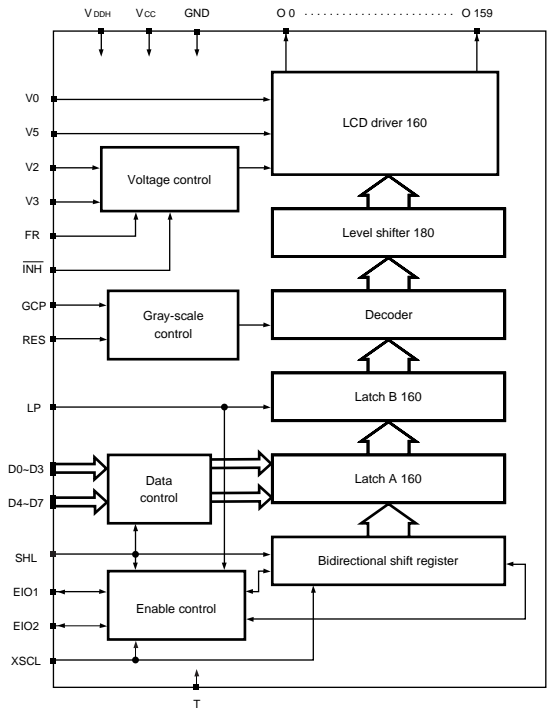 VDDH VCC GND O 0 ............................ O 159
V0
LCD driver 160
V5
V2
Voltage control
V3
FR
Level shifter 180
INH
GCP
Gray-scale
control
Decoder
RES
Latch B 160
LP
D0~D3
Data
control
Latch A 160
D4~D7
SHL
Bidirectional shift register
EIO1
Enable control
EIO2
XSCL
T